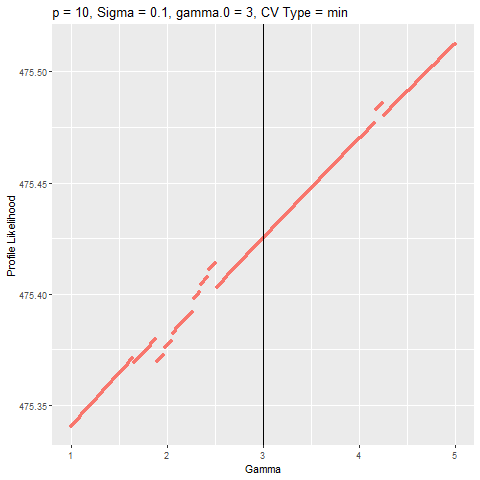 p = 10, Sigma = 0.1, gamma.0 = 3, CV Type = min
Profile Likelihood
475.50
475.45
475.40
475.35
1 2 3 4 5
Gamma